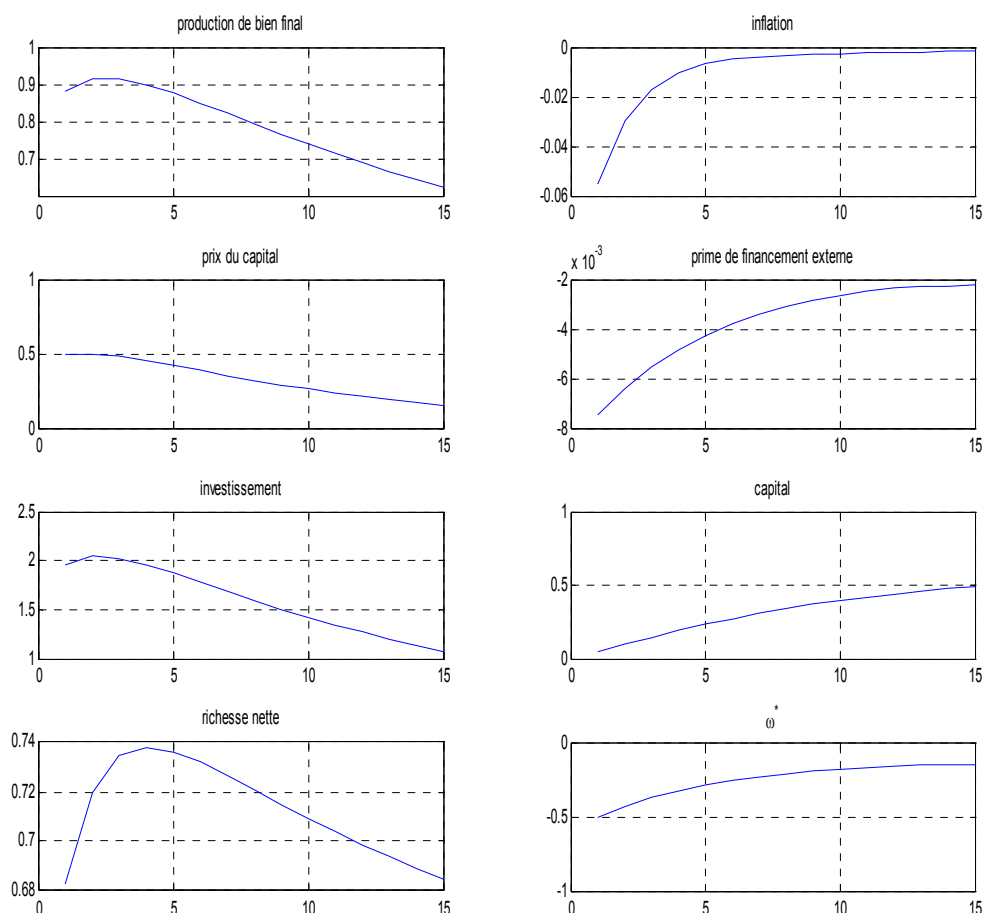 production de bien final
1
0.9
0.8
0.7
0 5 10 15
inflation
0
-0.02
-0.04
-0.06
0 5 10 15
prix du capital
1
0.5
0
0 5 10 15
prime de financement externe
x 10^-3
-2
-4
-6
-8
0 5 10 15
investissement
2.5
2
1.5
1
0 5 10 15
capital
1
0.5
0
0 5 10 15
richesse nette
0.74
0.72
0.7
0.68
0 5 10 15
ω*
0
-0.5
-1
0 5 10 15